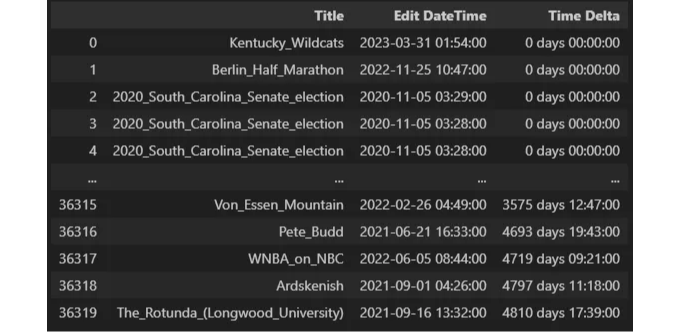 Title Edit DateTime Time Delta
0 Kentucky_Wildcats 2023-03-31 01:54:00 0 days 00:00:00
1 Berlin_Half_Marathon 2022-11-25 10:47:00 0 days 00:00:00
2 2020_South_Carolina_Senate_election 2020-11-05 03:29:00 0 days 00:00:00
3 2020_South_Carolina_Senate_election 2020-11-05 03:28:00 0 days 00:00:00
4 2020_South_Carolina_Senate_election 2020-11-05 03:28:00 0 days 00:00:00
... ... ... ...
36315 Von_Essen_Mountain 2022-02-26 04:49:00 3575 days 12:47:00
36316 Pete_Budd 2021-06-21 16:33:00 4693 days 19:43:00
36317 WNBA_on_NBC 2022-06-05 08:44:00 4719 days 09:21:00
36318 Ardskenish 2021-09-01 04:26:00 4797 days 11:18:00
36319 The_Rotunda_(Longwood_University) 2021-09-16 13:32:00 4810 days 17:39:00